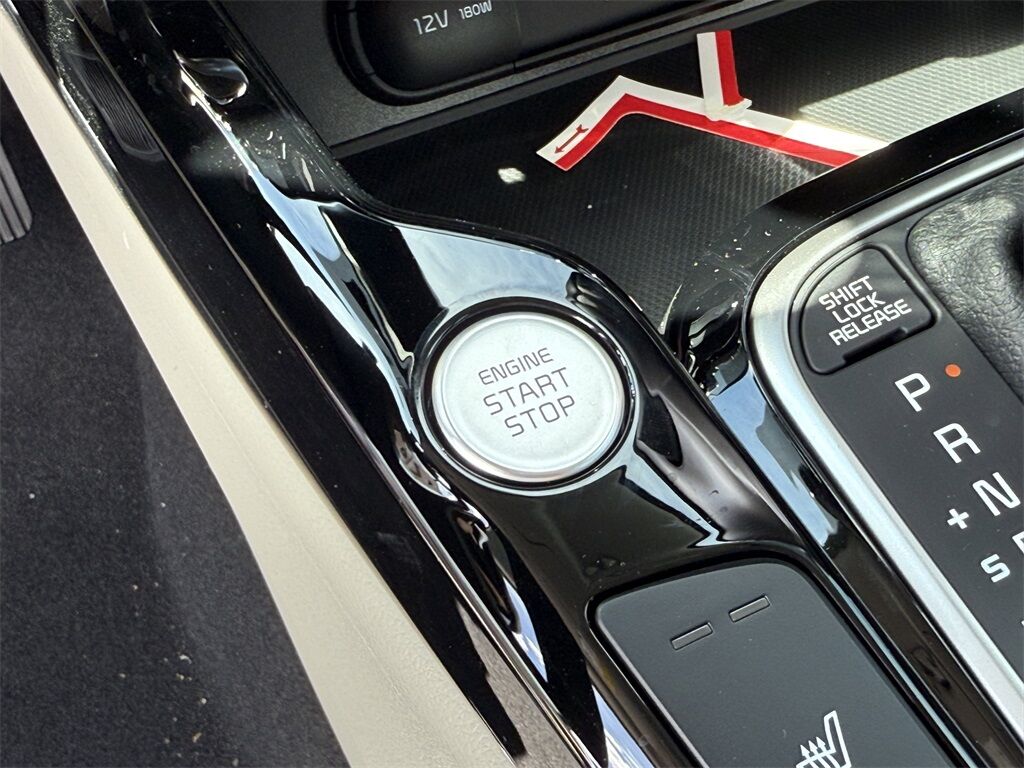 12V 180W
ENGINE
START
STOP
SHIFT
LOCK
RELEASE
P
R
+ N
S